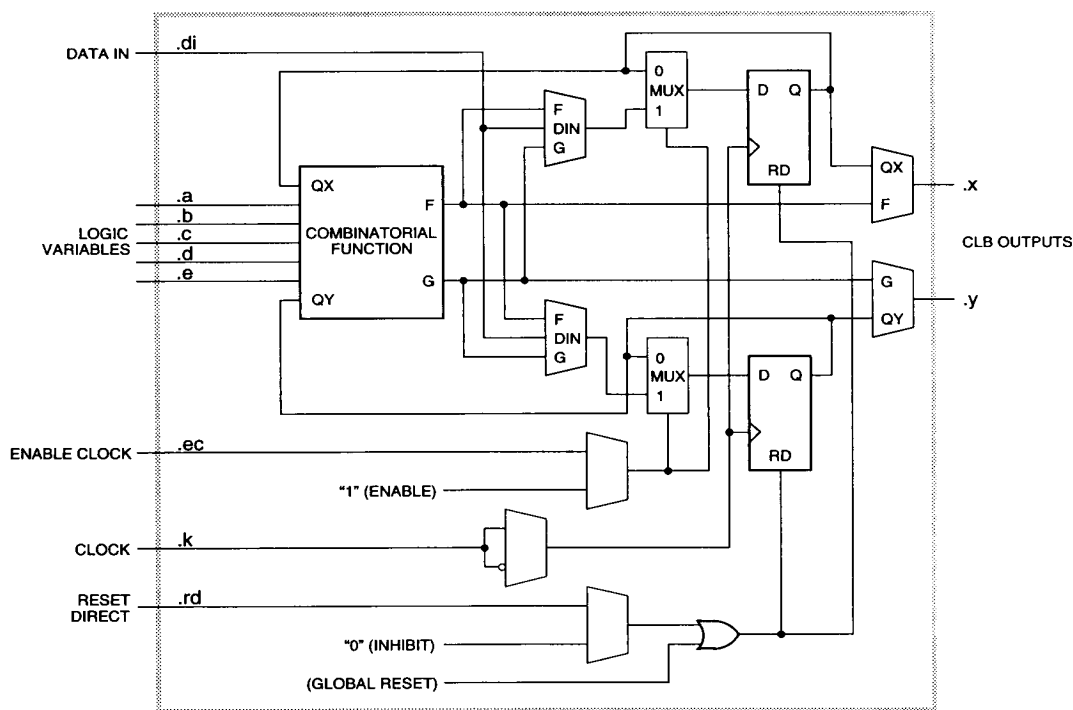 DATA IN
.di
0
MUX
1
D Q
RD
F
DIN
G
QX
F
.x
QX
COMBINATORIAL
FUNCTION
F
G
QY
.a
.b
.c
.d
.e
LOGIC
VARIABLES
CLB OUTPUTS
G
QY
.y
F
DIN
G
0
MUX
1
D Q
RD
ENABLE CLOCK
.ec
“1” (ENABLE)
CLOCK
.k
RESET
DIRECT
.rd
“0” (INHIBIT)
(GLOBAL RESET)